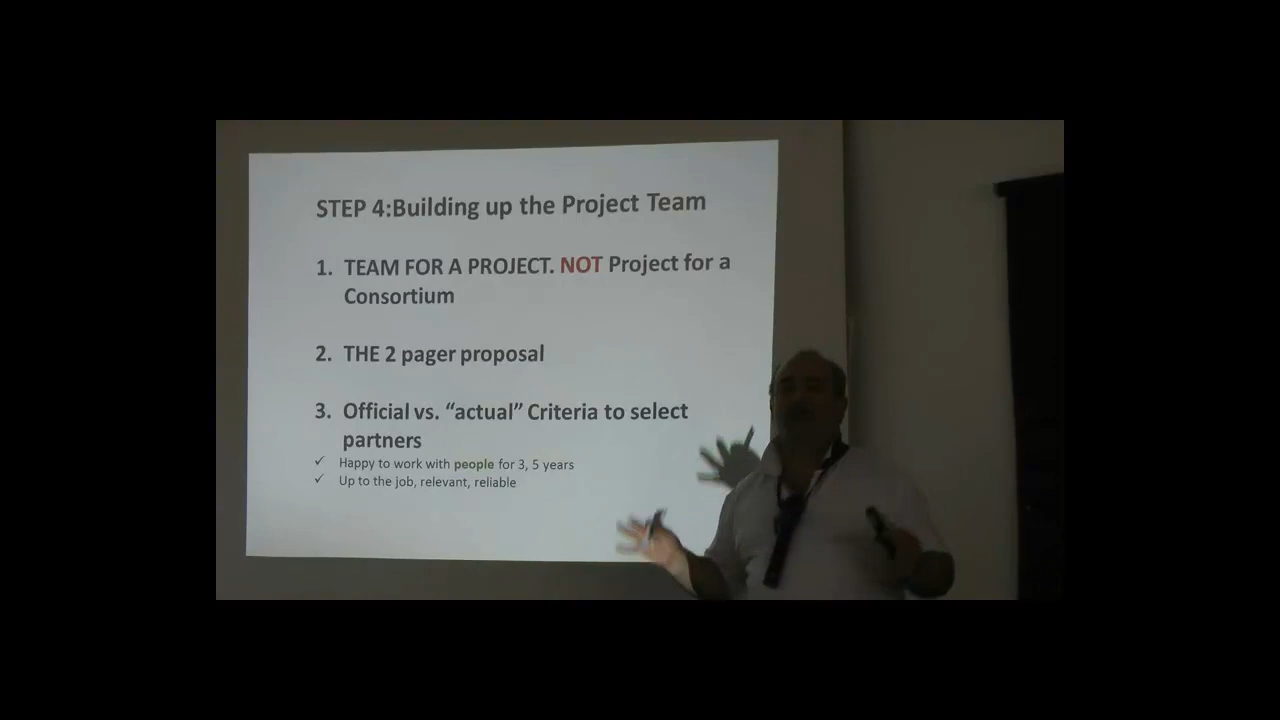 STEP 4:Building up the Project Team
1. TEAM FOR A PROJECT. NOT Project for a
Consortium
2. THE 2 pager proposal
3. Official vs. “actual” Criteria to select
partners
✓ Happy to work with people for 3, 5 years
✓ Up to the job, relevant, reliable